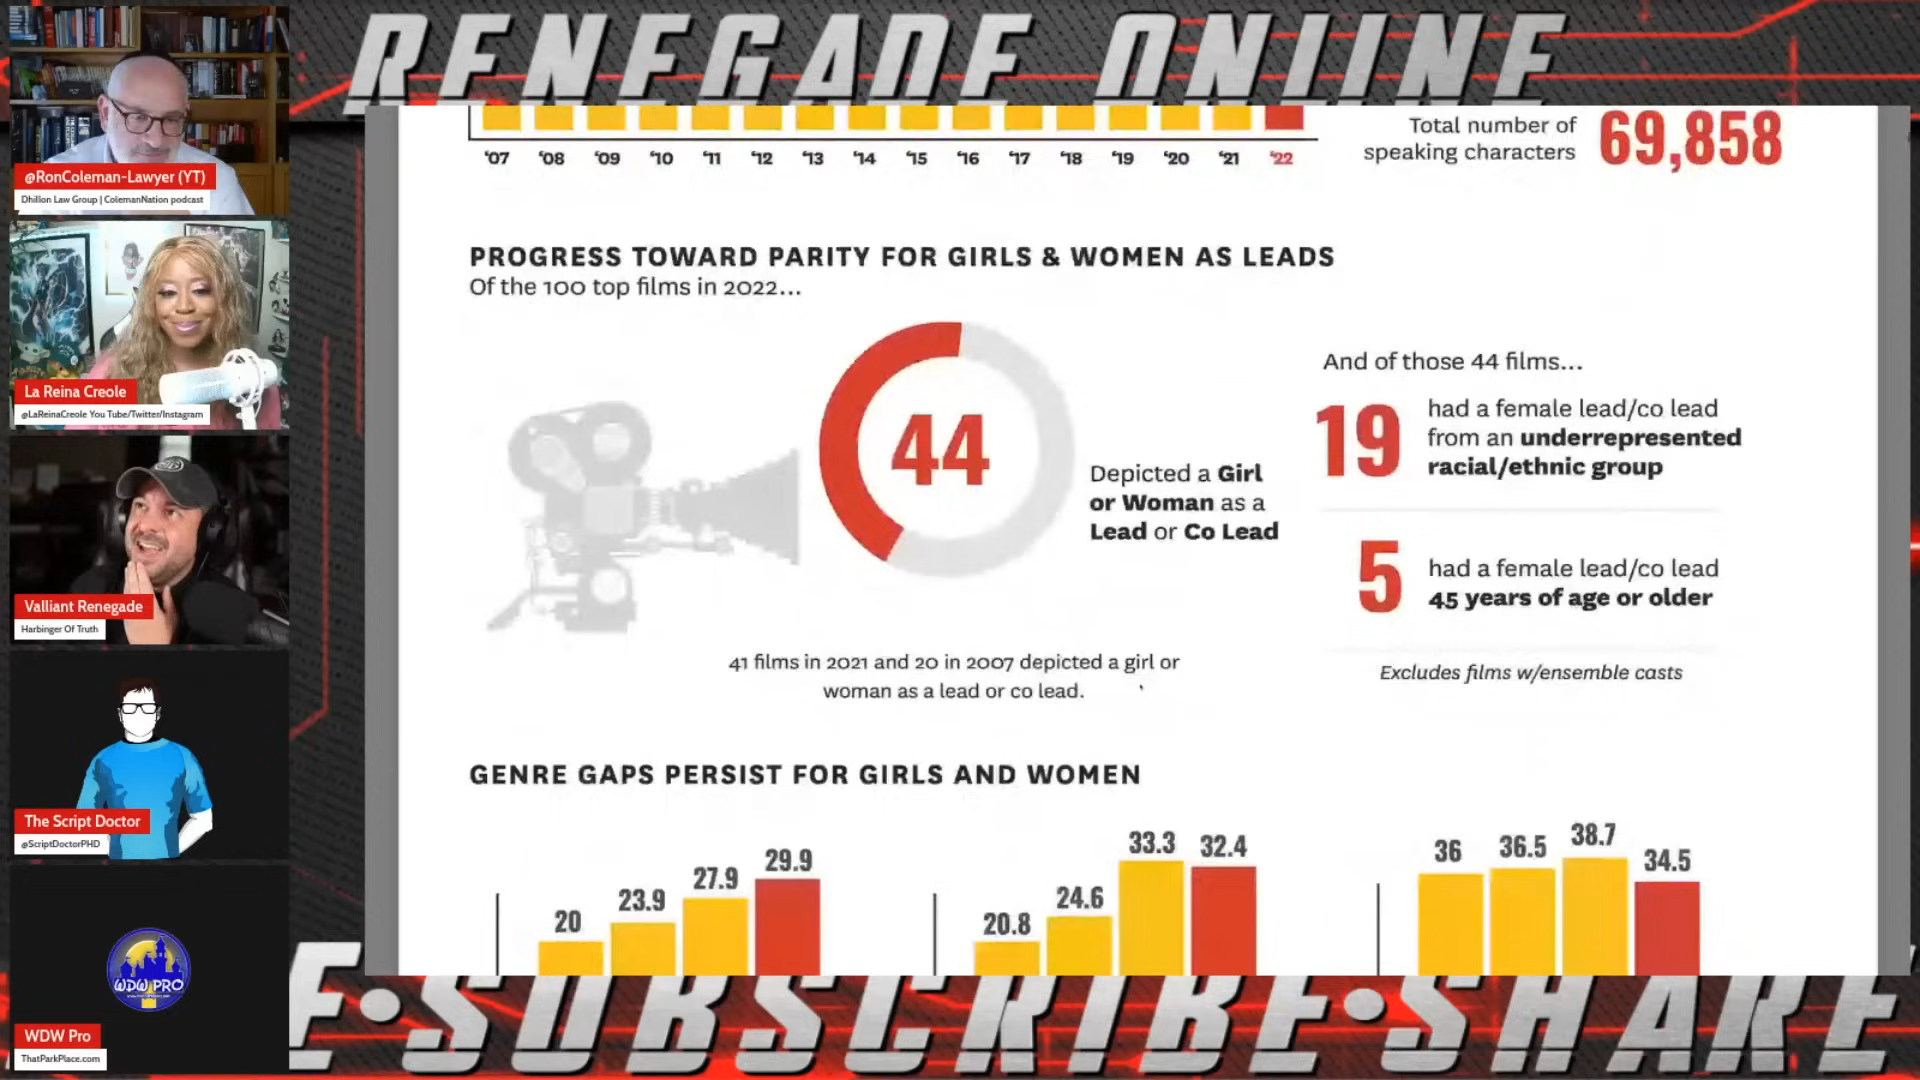 RENEGADE ONLINE
@RonColeman-Lawyer (YT)
Dhillon Law Group | ColemanNation podcast
La Reina Creole
@LaReinaCreole You Tube/Twitter/Instagram
Valliant Renegade
Harbinger Of Truth
The Script Doctor
@ScriptDoctorPHD
WDW PRO
WDW Pro
ThatParkPlace.com
'07 '08 '09 '10 '11 '12 '13 '14 '15 '16 '17 '18 '19 '20 '21 '22
Total number of
speaking characters
69,858
PROGRESS TOWARD PARITY FOR GIRLS & WOMEN AS LEADS
Of the 100 top films in 2022...
44
Depicted a Girl
or Woman as a
Lead or Co Lead
And of those 44 films...
19
had a female lead/co lead
from an underrepresented
racial/ethnic group
5
had a female lead/co lead
45 years of age or older
Excludes films w/ensemble casts
41 films in 2021 and 20 in 2007 depicted a girl or
woman as a lead or co lead.
GENRE GAPS PERSIST FOR GIRLS AND WOMEN
20 23.9 27.9 29.9
20.8 24.6 33.3 32.4
36 36.5 38.7 34.5
E•SUBSCRIBE•SHARE